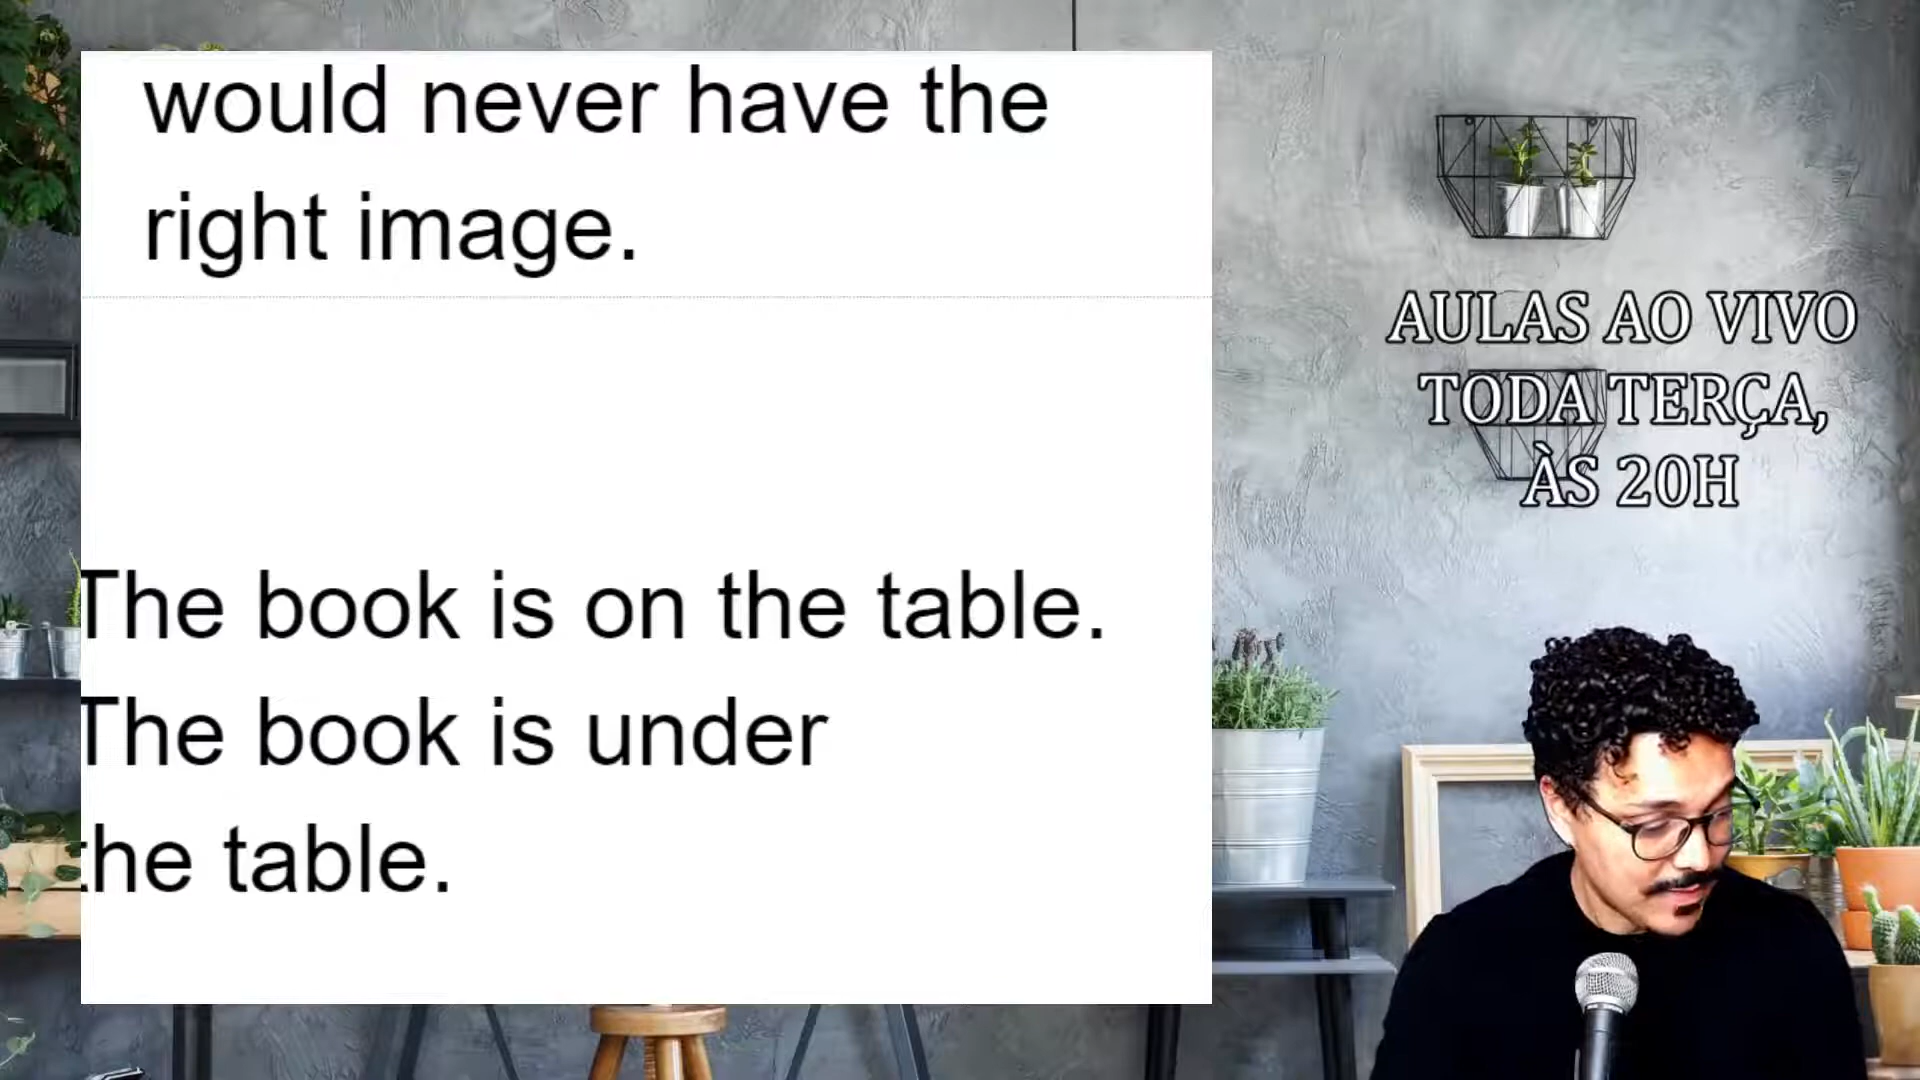 would never have the
right image.
The book is on the table.
The book is under
the table.
AULAS AO VIVO
TODA TERÇA,
ÀS 20H